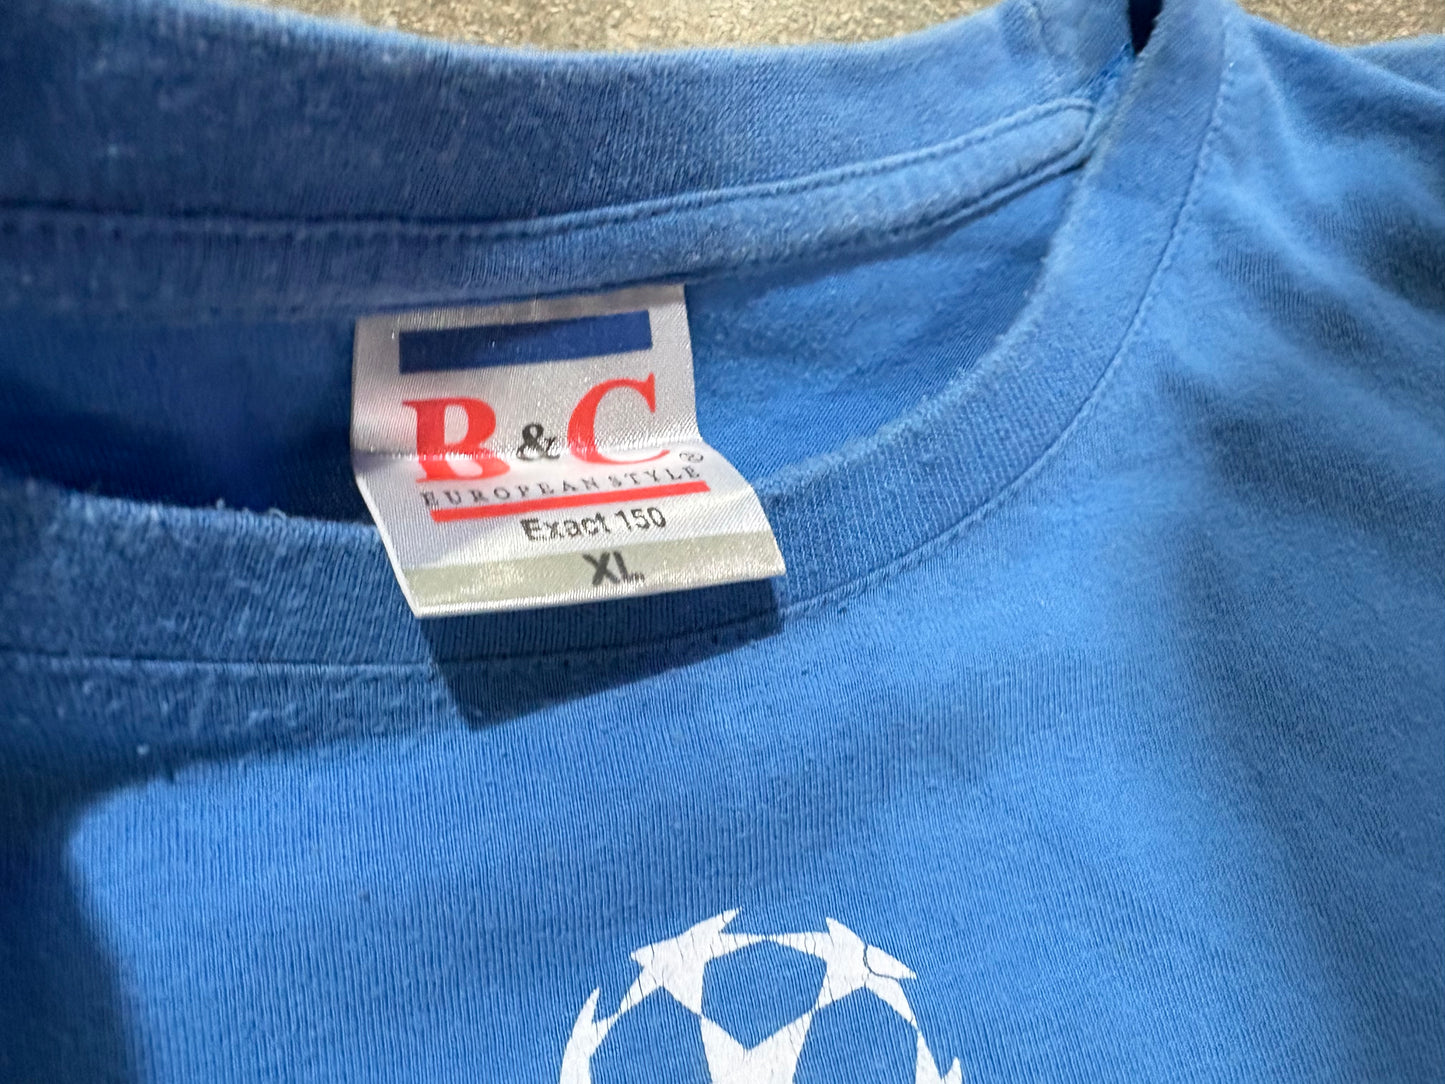 B&C®
EUROPEAN STYLE
Exact 150
XL